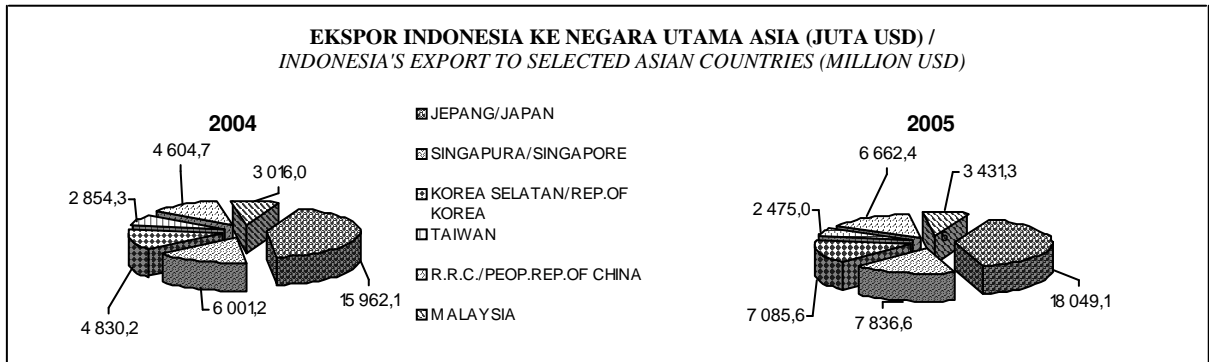 EKSPOR INDONESIA KE NEGARA UTAMA ASIA (JUTA USD) /
INDONESIA'S EXPORT TO SELECTED ASIAN COUNTRIES (MILLION USD)
2004
4 604,7
3 016,0
2 854,3
4 830,2
6 001,2
15 962,1
JEPANG/JAPAN
SINGAPURA/SINGAPORE
KOREA SELATAN/REP.OF
KOREA
TAIWAN
R.R.C./PEOP.REP.OF CHINA
MALAYSIA
2005
6 662,4
3 431,3
2 475,0
7 085,6
7 836,6
18 049,1